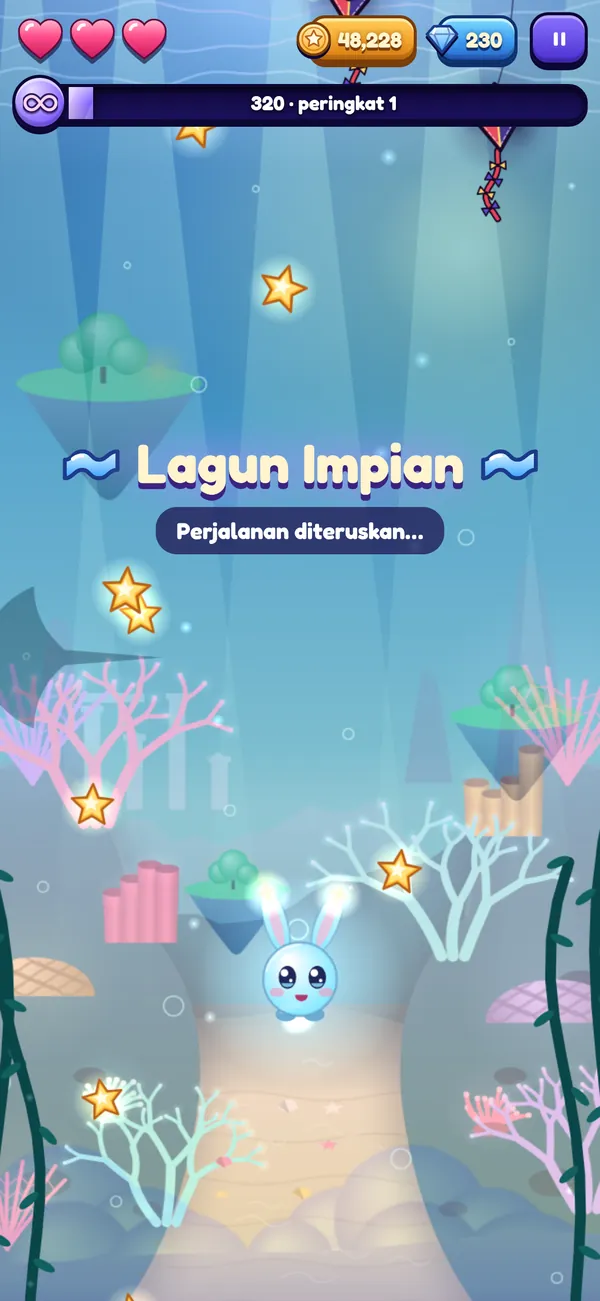 48,228
230
320 · peringkat 1
Lagun Impian
Perjalanan diteruskan...